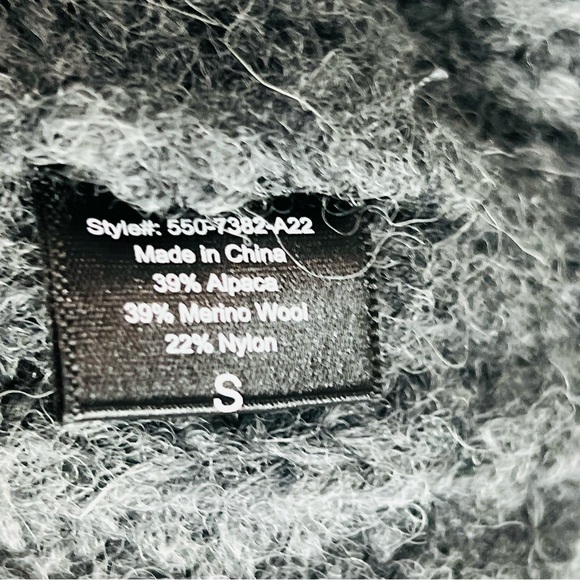 Style#: 550-7382-A22
Made in China
39% Alpaca
39% Merino Wool
22% Nylon
S